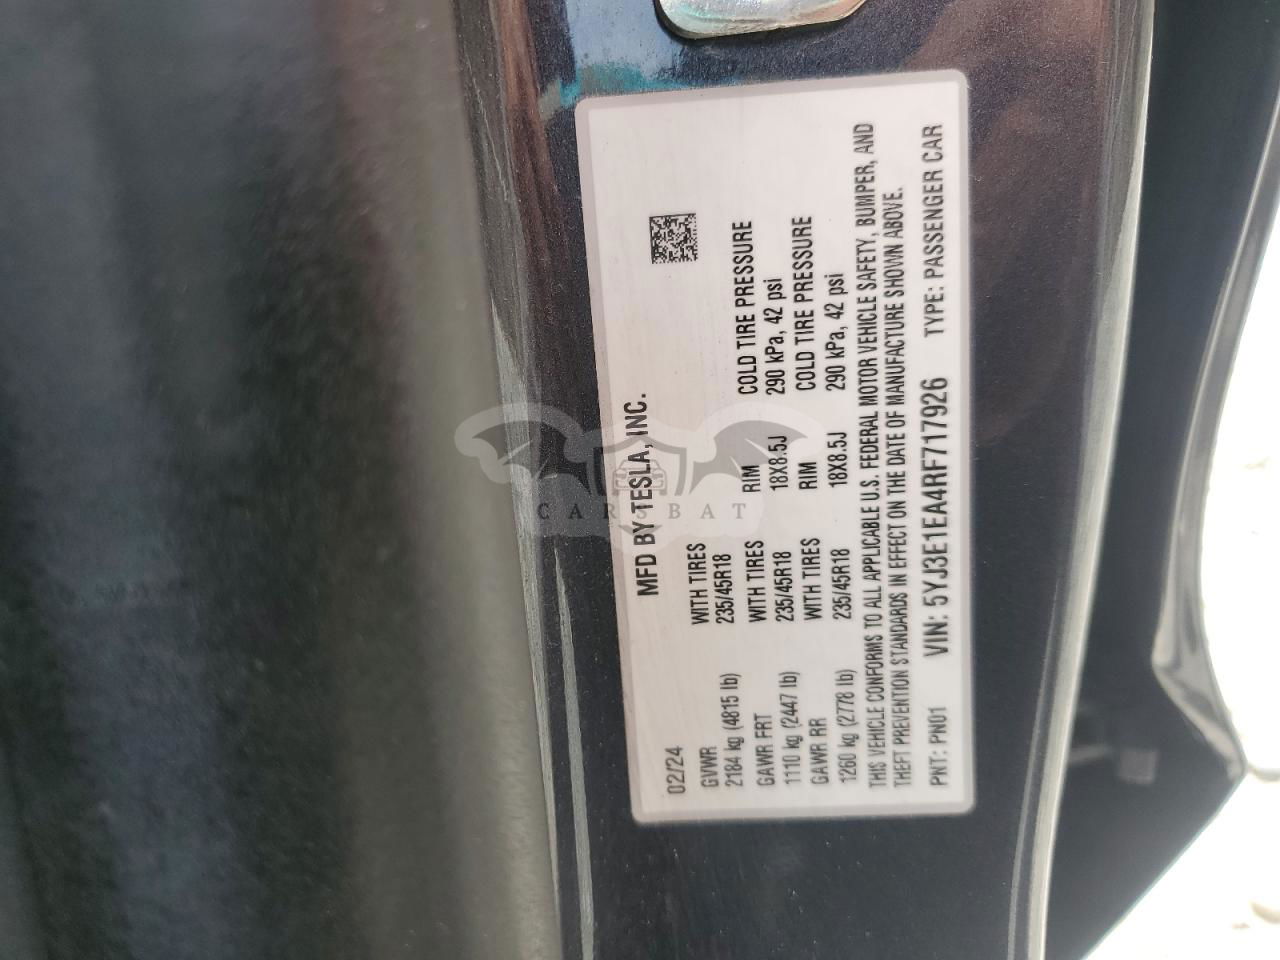 MFD BY TESLA, INC.
02/24
GVWR WITH TIRES
2184 kg (4815 lb) 235/45R18
GAWR FRT WITH TIRES RIM COLD TIRE PRESSURE
1110 kg (2447 lb) 235/45R18 18X8.5J 290 kPa, 42 psi
GAWR RR WITH TIRES RIM COLD TIRE PRESSURE
1260 kg (2778 lb) 235/45R18 18X8.5J 290 kPa, 42 psi
THIS VEHICLE CONFORMS TO ALL APPLICABLE U.S. FEDERAL MOTOR VEHICLE SAFETY, BUMPER, AND
THEFT PREVENTION STANDARDS IN EFFECT ON THE DATE OF MANUFACTURE SHOWN ABOVE.
PNT: PN01 VIN: 5YJ3E1EA4RF717926 TYPE: PASSENGER CAR
CARSBAT